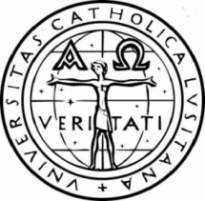 VNIVERSITAS CATHOLICA LVSITANA +
Α Ω
VERITATI